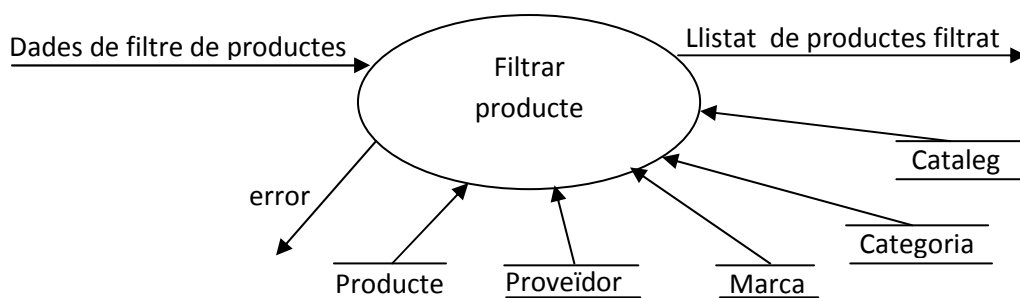 Dades de filtre de productes
Filtrar
producte
Llistat de productes filtrat
Cataleg
error
Categoria
Producte
Proveïdor
Marca